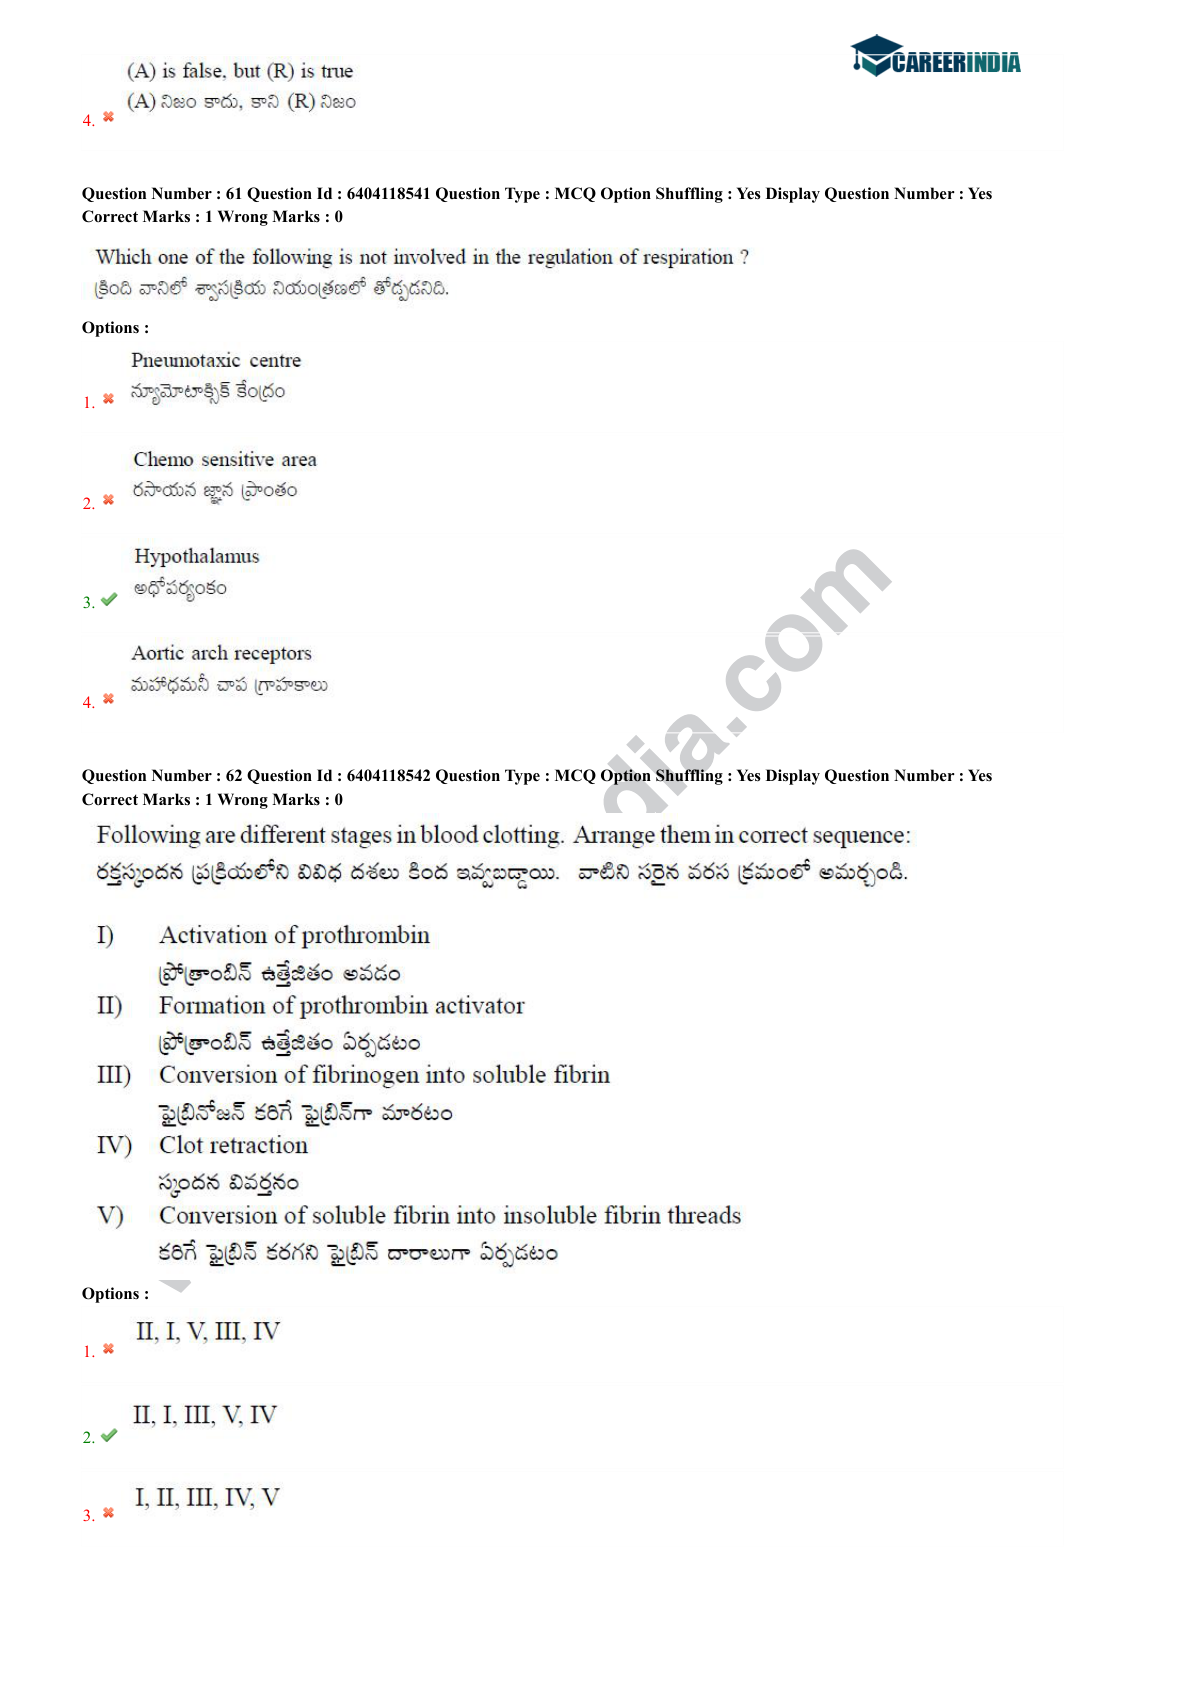 CAREERINDIA
(A) is false, but (R) is true
(A) నిజం కాదు, కాని (R) నిజం
4.
Question Number : 61 Question Id : 6404118541 Question Type : MCQ Option Shuffling : Yes Display Question Number : Yes
Correct Marks : 1 Wrong Marks : 0
Which one of the following is not involved in the regulation of respiration ?
క్రింది వానిలో శ్వాసక్రియ నియంత్రణలో తోడ్పడనిది.
Options :
Pneumotaxic centre
న్యూమోటాక్సిక్ కేంద్రం
1.
Chemo sensitive area
రసాయన జ్ఞాన ప్రాంతం
2.
Hypothalamus
అధోపర్యంకం
3.
Aortic arch receptors
మహాధమనీ చాప గ్రాహకాలు
4.
dia.com
Question Number : 62 Question Id : 6404118542 Question Type : MCQ Option Shuffling : Yes Display Question Number : Yes
Correct Marks : 1 Wrong Marks : 0
Following are different stages in blood clotting. Arrange them in correct sequence:
రక్తస్కందన ప్రక్రియలోని వివిధ దశలు కింద ఇవ్వబడ్డాయి. వాటిని సరైన వరస క్రమంలో అమర్చండి.
I) Activation of prothrombin
ప్రోత్రాంబిన్ ఉత్తేజితం అవడం
II) Formation of prothrombin activator
ప్రోత్రాంబిన్ ఉత్తేజితం ఏర్పడటం
III) Conversion of fibrinogen into soluble fibrin
ఫైబ్రినోజన్ కరిగే ఫైబ్రిన్‌గా మారటం
IV) Clot retraction
స్కందన వివర్తనం
V) Conversion of soluble fibrin into insoluble fibrin threads
కరిగే ఫైబ్రిన్ కరగని ఫైబ్రిన్ దారాలుగా ఏర్పడటం
Options :
II, I, V, III, IV
1.
II, I, III, V, IV
2.
I, II, III, IV, V
3.